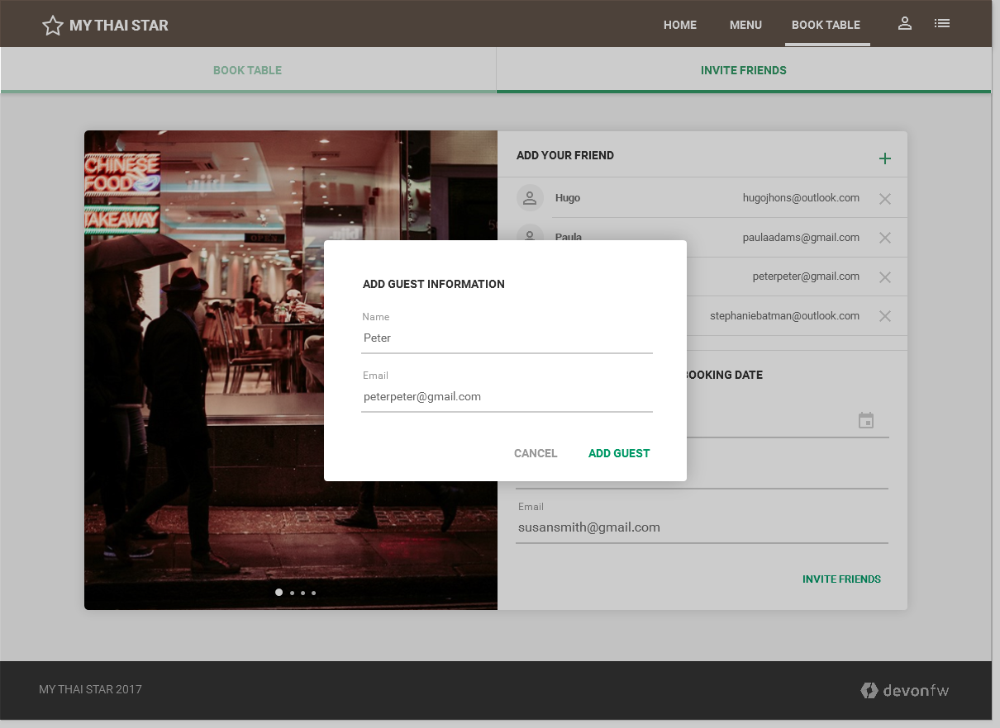 MY THAI STAR
HOME
MENU
BOOK TABLE
BOOK TABLE
INVITE FRIENDS
CHINESE
FOOD
TAKEAWAY
OPEN
ADD YOUR FRIEND
Hugo
hugojhons@outlook.com
Paula
paulaadams@gmail.com
peterpeter@gmail.com
stephaniebatman@outlook.com
ADD GUEST INFORMATION
Name
Peter
Email
peterpeter@gmail.com
CANCEL
ADD GUEST
BOOKING DATE
Email
susansmith@gmail.com
INVITE FRIENDS
MY THAI STAR 2017
devonfw